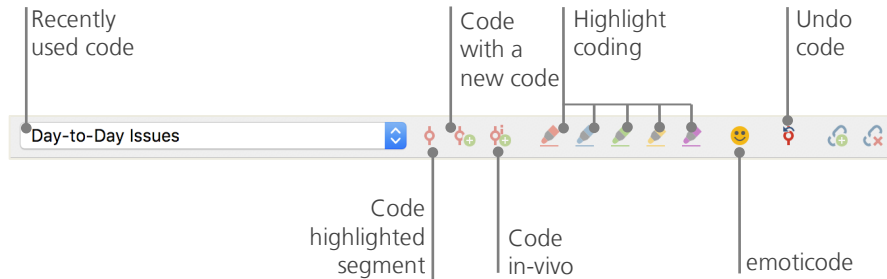 Recently
used code
Code
with a
new code
Highlight
coding
Undo
code
Day-to-Day Issues
Code
highlighted
segment
Code
in-vivo
emoticode